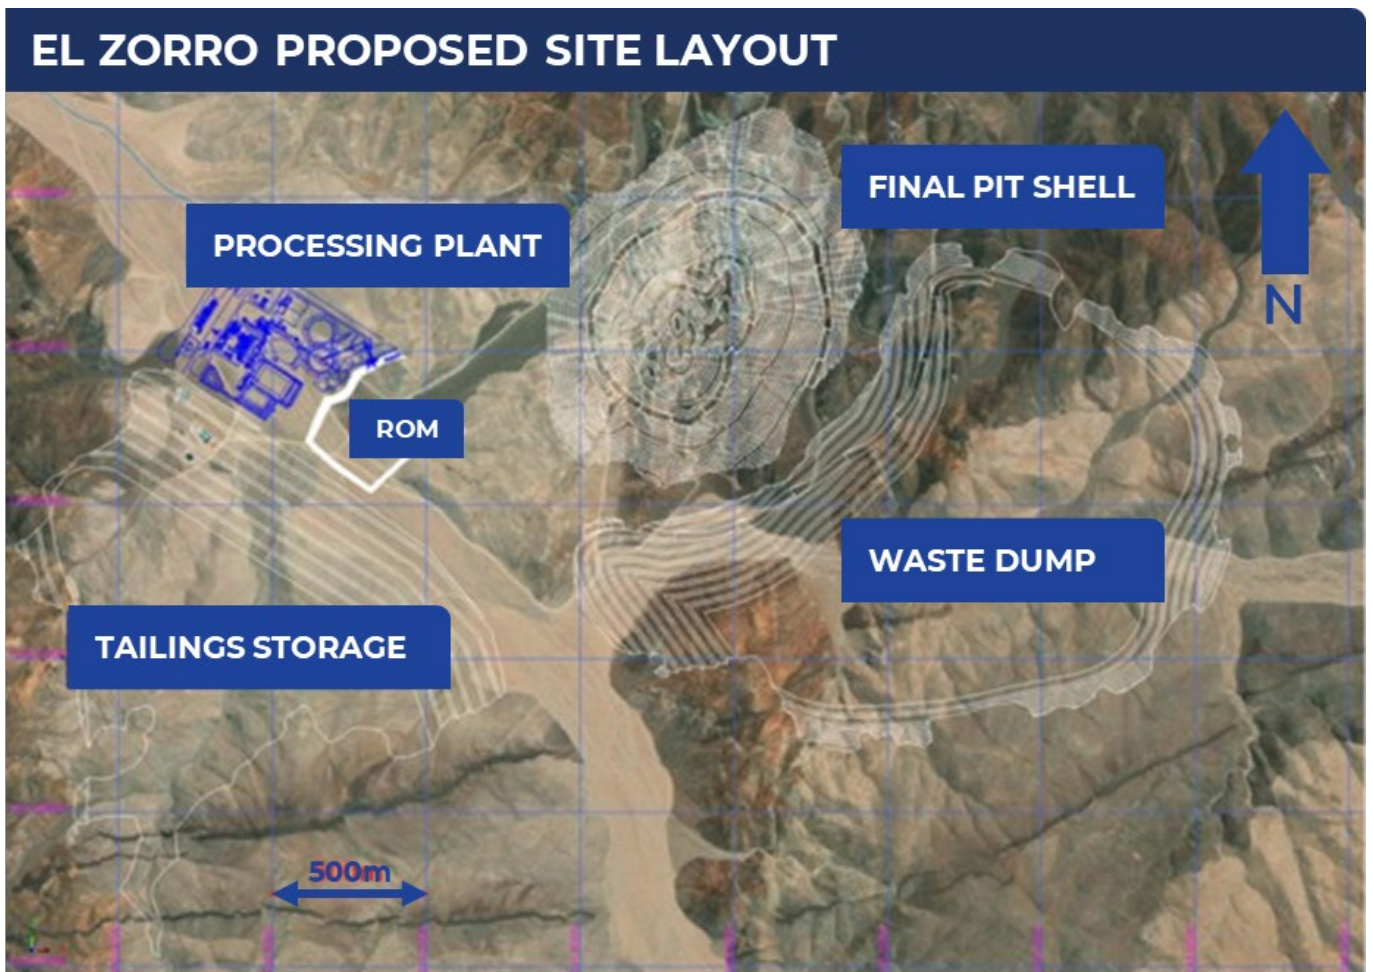 EL ZORRO PROPOSED SITE LAYOUT
FINAL PIT SHELL
PROCESSING PLANT
N
ROM
WASTE DUMP
TAILINGS STORAGE
500m